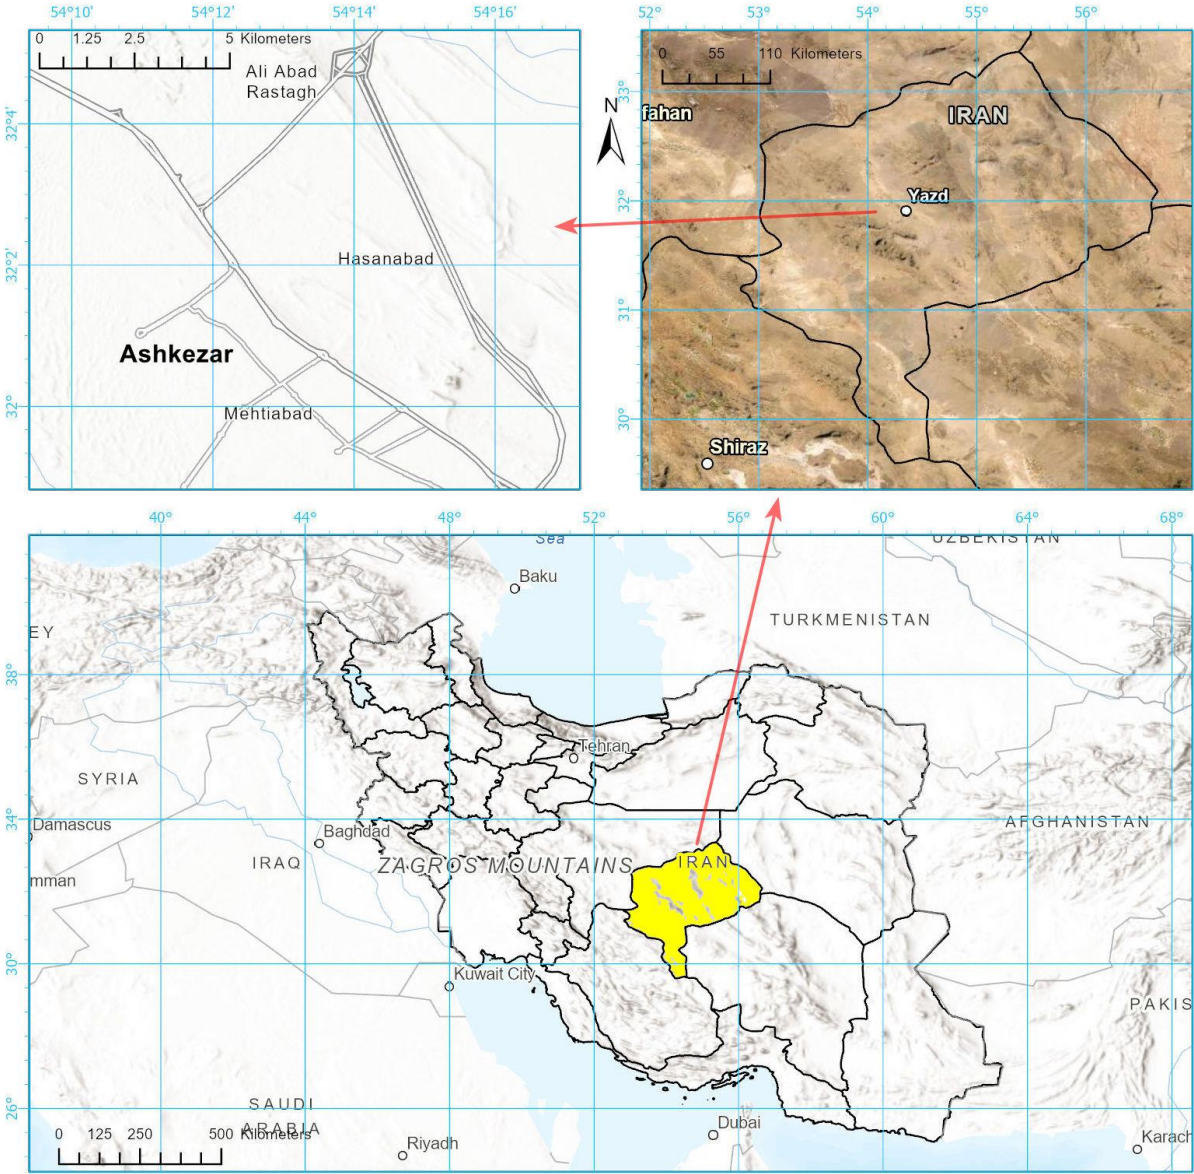 54°10' 54°12' 54°14' 54°16'
0 1.25 2.5 5 Kilometers
Ali Abad
Rastagh
32°4'
Hasanabad
32°2'
Ashkezar
Mehtiabad
32°
N
52° 53° 54° 55° 56°
0 55 110 Kilometers
33°
fahan
IRAN
Yazd
32°
31°
30°
Shiraz
40° 44° 48° 52° 56° 60° 64° 68°
Sea
UZBEKISTAN
Baku
TURKMENISTAN
EY
38°
Tehran
SYRIA
34°
Damascus
Baghdad
AFGHANISTAN
IRAQ
ZAGROS MOUNTAINS
IRAN
mman
30°
Kuwait City
PAKIS
26°
SAUDI
ARABIA
0 125 250 500 Kilometers
Dubai
Riyadh
Karach